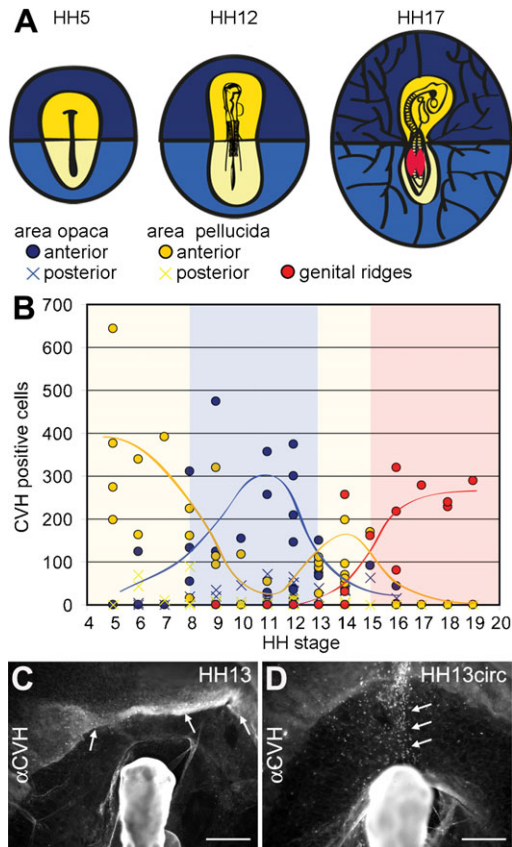 A HH5 HH12 HH17
area opaca area pellucida
anterior anterior
posterior posterior genital ridges
B
700
600
500
400
300
200
100
0
CVH positive cells
4 5 6 7 8 9 10 11 12 13 14 15 16 17 18 19 20
HH stage
C HH13
αCVH
D HH13circ
αCVH